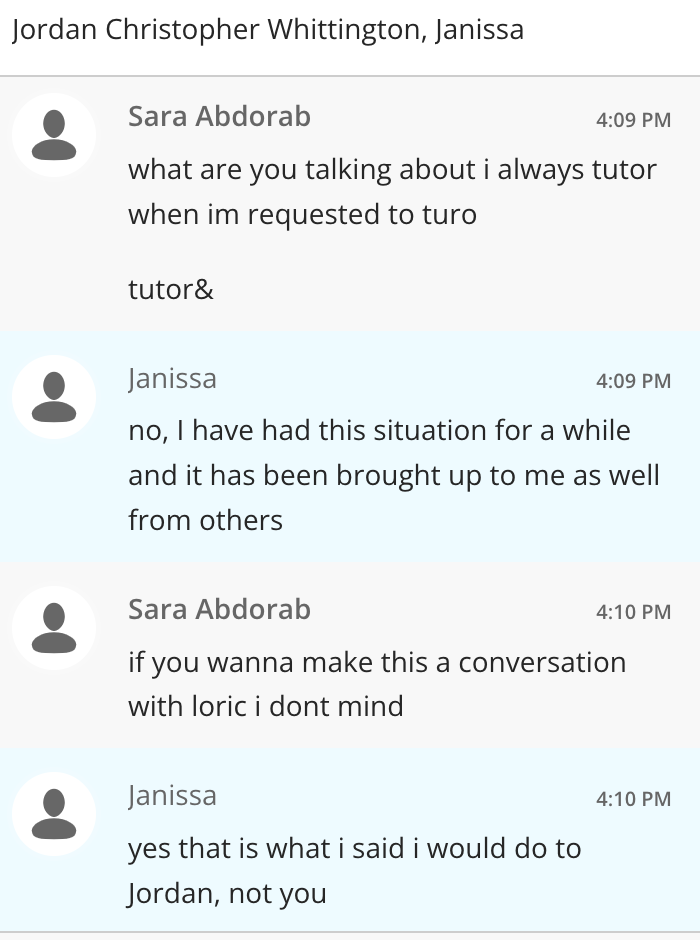 Jordan Christopher Whittington, Janissa
Sara Abdorab
4:09 PM
what are you talking about i always tutor
when im requested to turo
tutor&
Janissa
4:09 PM
no, I have had this situation for a while
and it has been brought up to me as well
from others
Sara Abdorab
4:10 PM
if you wanna make this a conversation
with loric i dont mind
Janissa
4:10 PM
yes that is what i said i would do to
Jordan, not you